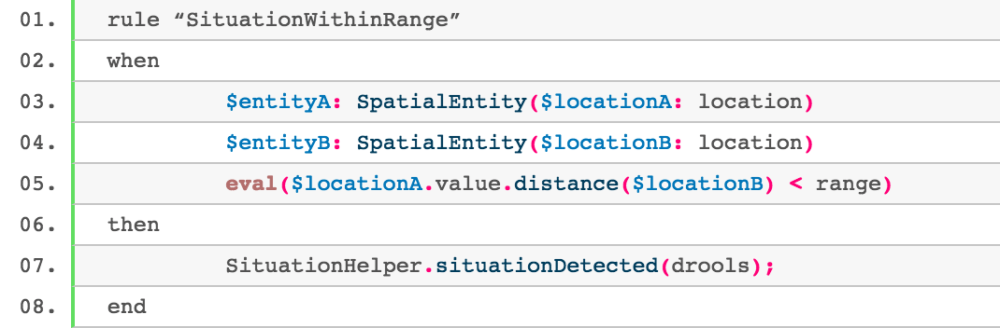 01. rule “SituationWithinRange”
02. when
03. $entityA: SpatialEntity($locationA: location)
04. $entityB: SpatialEntity($locationB: location)
05. eval($locationA.value.distance($locationB) < range)
06. then
07. SituationHelper.situationDetected(drools);
08. end